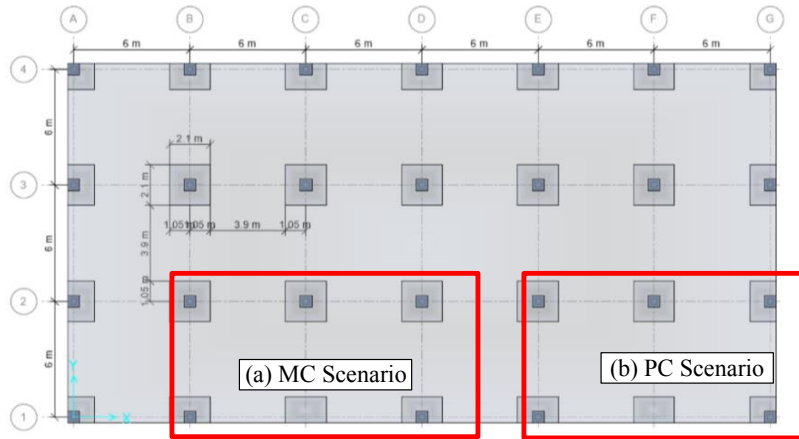 A B C D E F G
6 m 6 m 6 m 6 m 6 m 6 m
4
6 m
2.1 m
3
2.1 m
1.05 m 1.05 m 3.9 m 1.05 m
6 m
3.9 m
1.05 m
2
6 m
(a) MC Scenario
(b) PC Scenario
Y
X
1